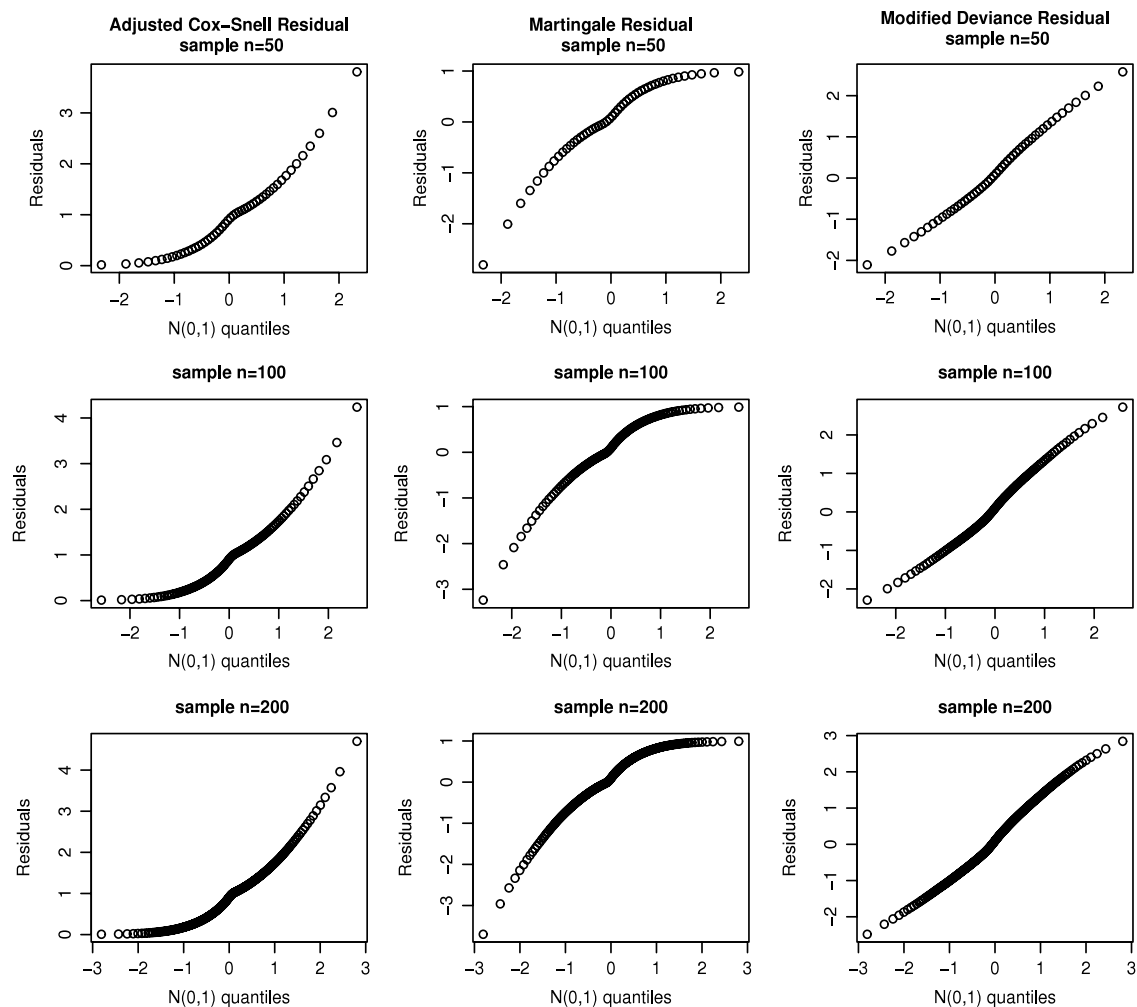 Adjusted Cox−Snell Residual
sample n=50
Residuals
3
2
1
0
−2 −1 0 1 2
N(0,1) quantiles
Martingale Residual
sample n=50
Residuals
1
0
−1
−2
−2 −1 0 1 2
N(0,1) quantiles
Modified Deviance Residual
sample n=50
Residuals
2
1
0
−1
−2
−2 −1 0 1 2
N(0,1) quantiles
sample n=100
Residuals
4
3
2
1
0
−2 −1 0 1 2
N(0,1) quantiles
sample n=100
Residuals
1
0
−1
−2
−3
−2 −1 0 1 2
N(0,1) quantiles
sample n=100
Residuals
2
1
0
−1
−2
−2 −1 0 1 2
N(0,1) quantiles
sample n=200
Residuals
4
3
2
1
0
−3 −2 −1 0 1 2 3
N(0,1) quantiles
sample n=200
Residuals
1
0
−1
−2
−3
−3 −2 −1 0 1 2 3
N(0,1) quantiles
sample n=200
Residuals
3
2
1
0
−1
−2
−3 −2 −1 0 1 2 3
N(0,1) quantiles